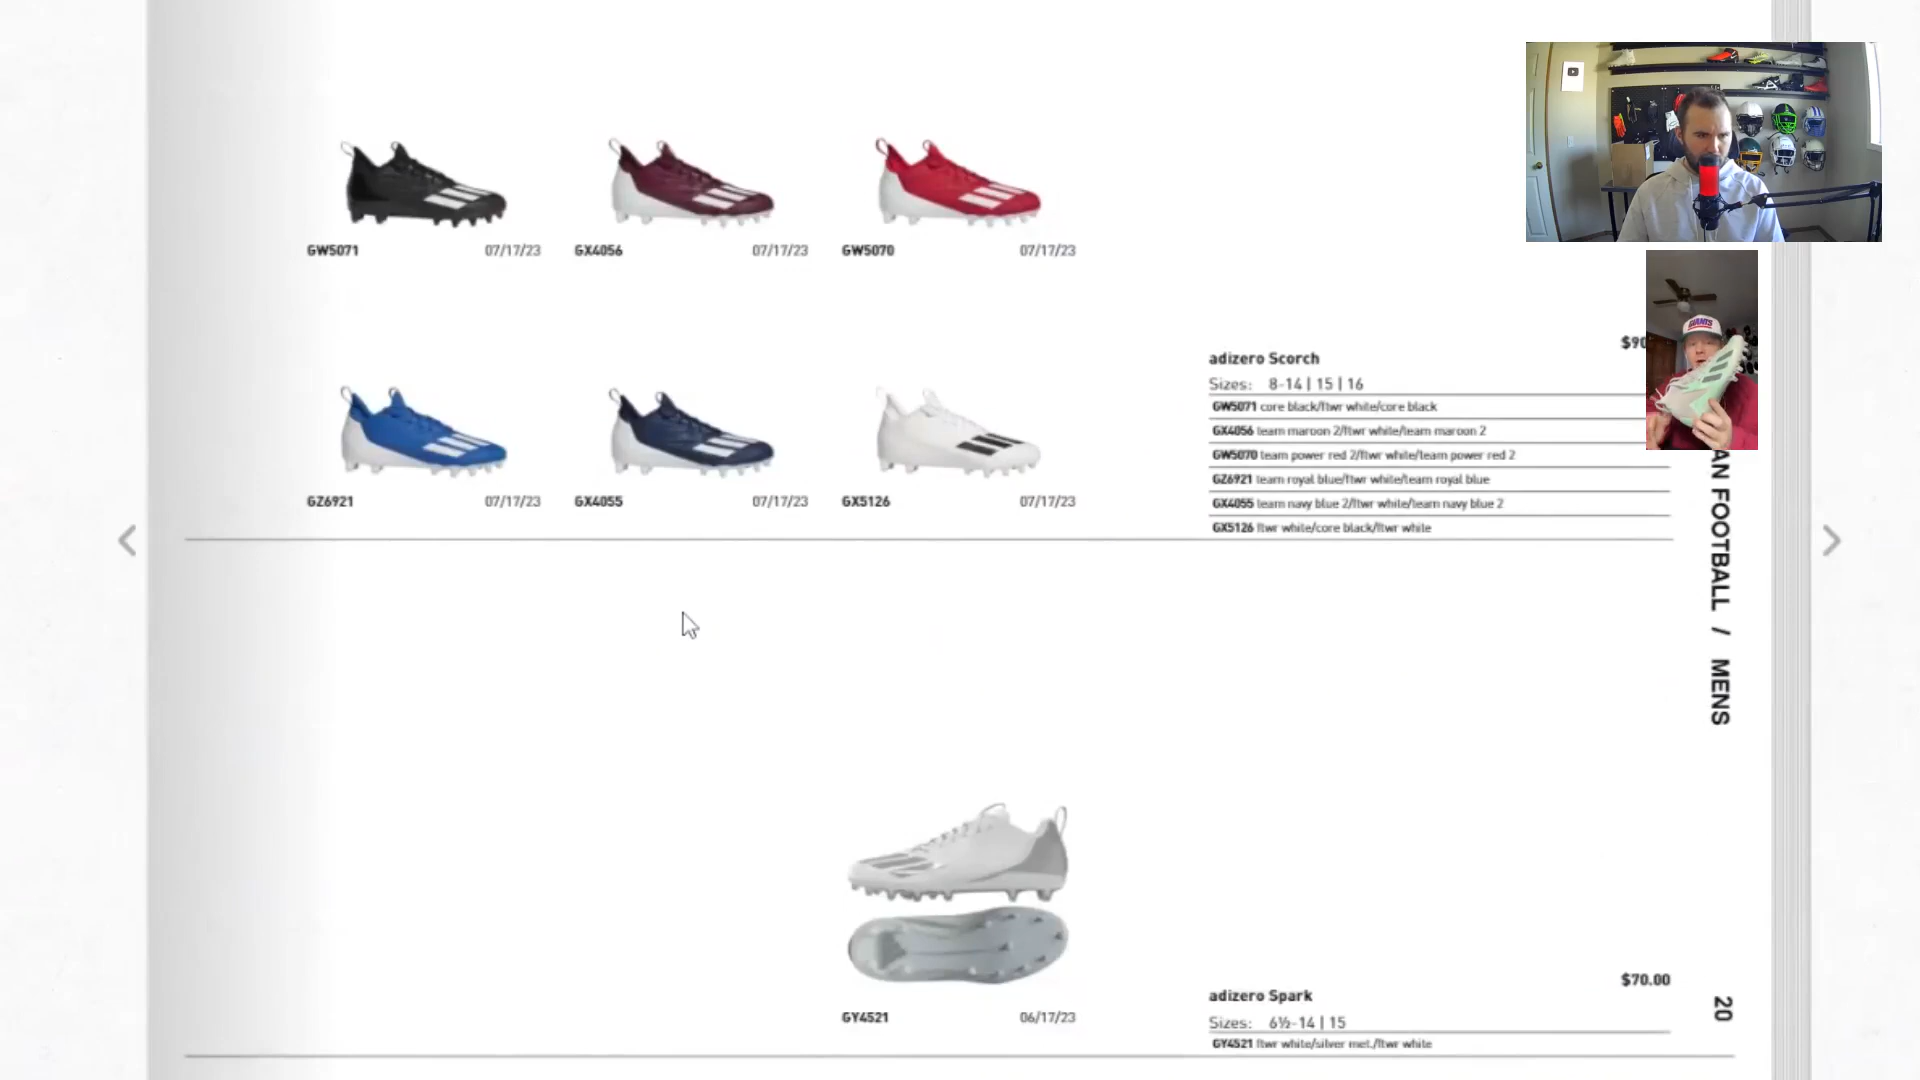 GW5071 07/17/23 GX4056 07/17/23 GW5070 07/17/23
GZ6921 07/17/23 GX4055 07/17/23 GX5126 07/17/23
$90
adizero Scorch
Sizes: 8-14 | 15 | 16
GW5071 core black/ftwr white/core black
GX4056 team maroon 2/ftwr white/team maroon 2
GW5070 team power red 2/ftwr white/team power red 2
GZ6921 team royal blue/ftwr white/team royal blue
GX4055 team navy blue 2/ftwr white/team navy blue 2
GX5126 ftwr white/core black/ftwr white
GIANTS
AN FOOTBALL / MENS
GY4521 06/17/23
$70.00
adizero Spark
Sizes: 6½-14 | 15
GY4521 ftwr white/silver met./ftwr white
20